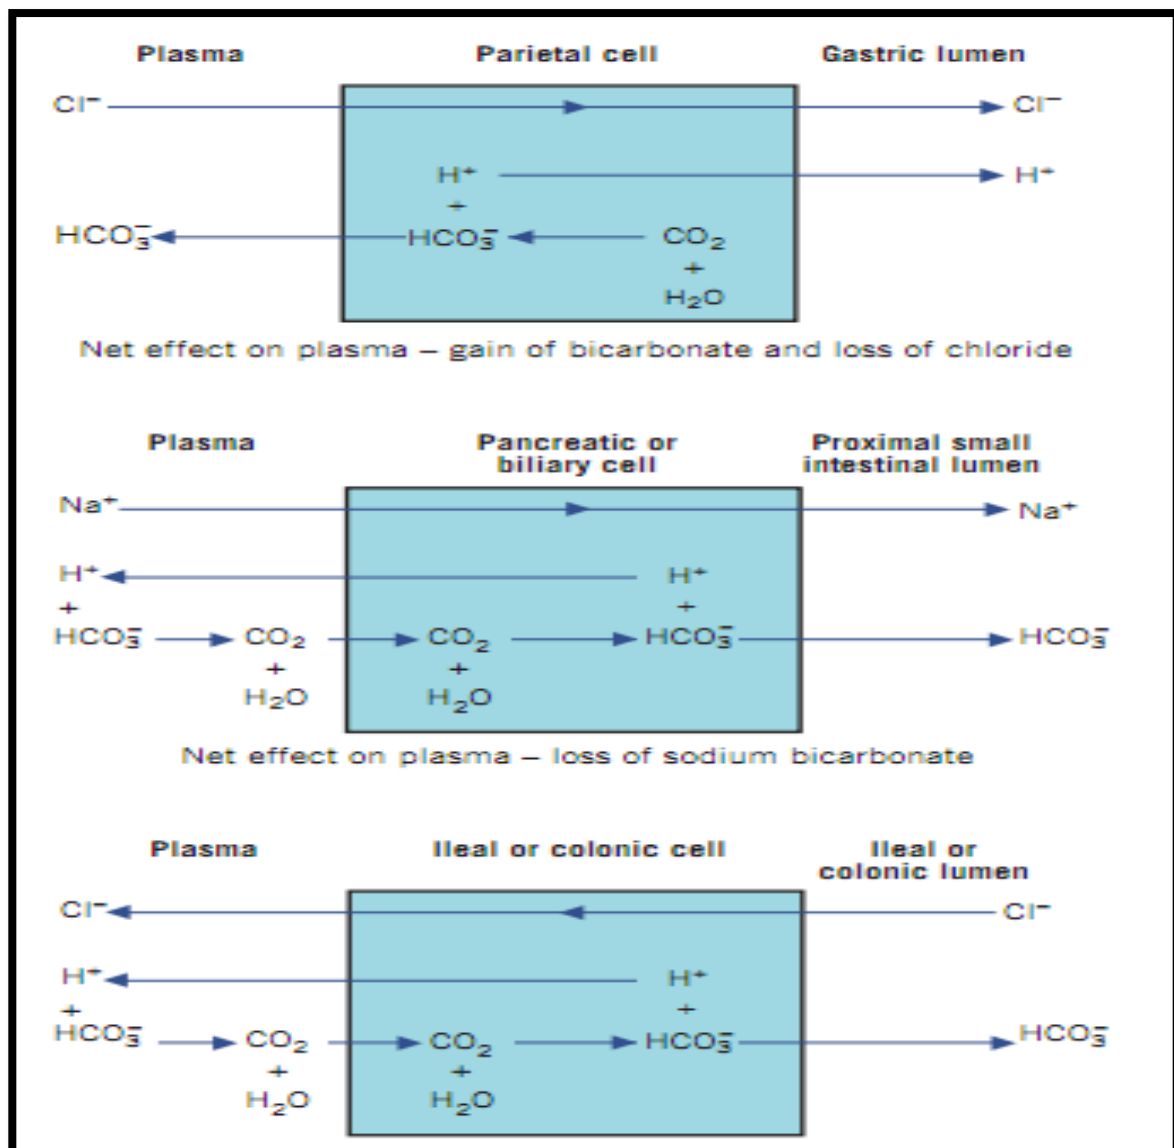 Plasma Parietal cell Gastric lumen
Cl⁻ Cl⁻
H⁺ H⁺
+
HCO₃⁻ HCO₃⁻ CO₂
+
H₂O
Net effect on plasma – gain of bicarbonate and loss of chloride
Plasma Pancreatic or Proximal small
biliary cell intestinal lumen
Na⁺ Na⁺
H⁺ H⁺
+ +
HCO₃⁻ CO₂ CO₂ HCO₃⁻ HCO₃⁻
+ +
H₂O H₂O
Net effect on plasma – loss of sodium bicarbonate
Plasma Ileal or colonic cell Ileal or
colonic lumen
Cl⁻ Cl⁻
H⁺ H⁺
+ +
HCO₃⁻ CO₂ CO₂ HCO₃⁻ HCO₃⁻
+ +
H₂O H₂O